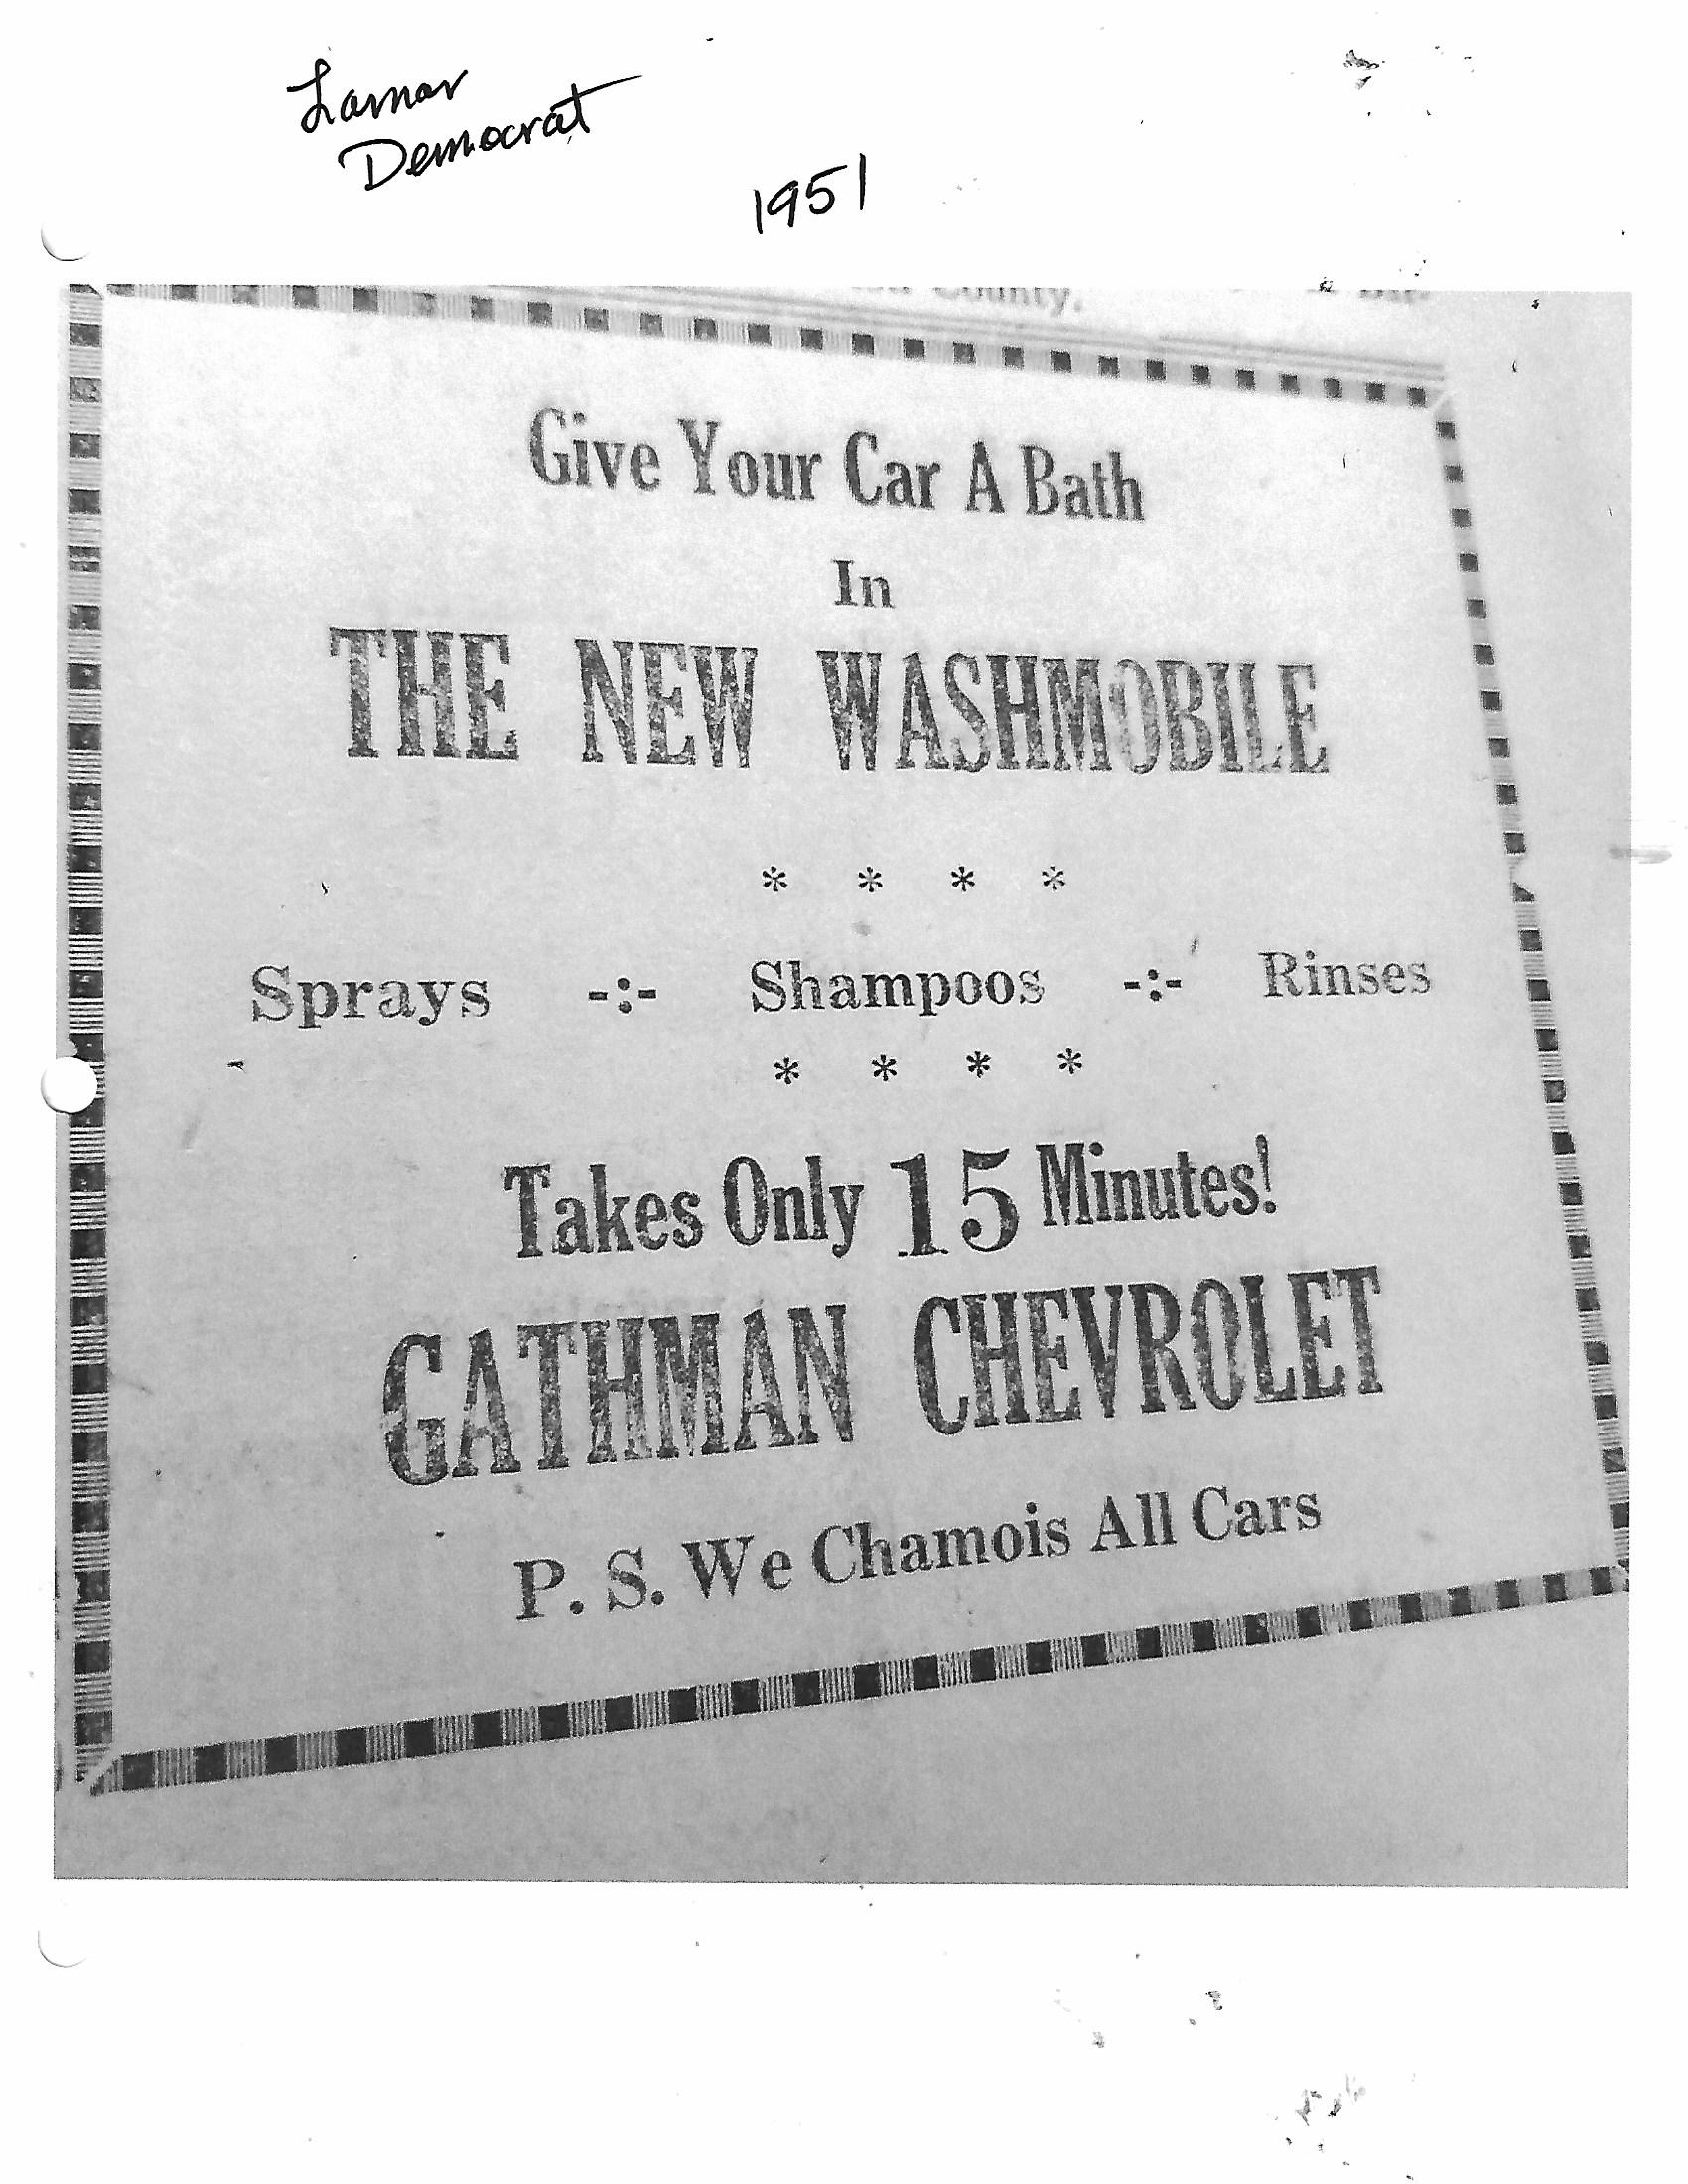 Lamar
Democrat
1951
County.
Give Your Car A Bath
In
THE NEW WASHMOBILE
* * * *
Sprays -:- Shampoos -:- Rinses
* * * *
Takes Only 15 Minutes!
GATHMAN CHEVROLET
P. S. We Chamois All Cars